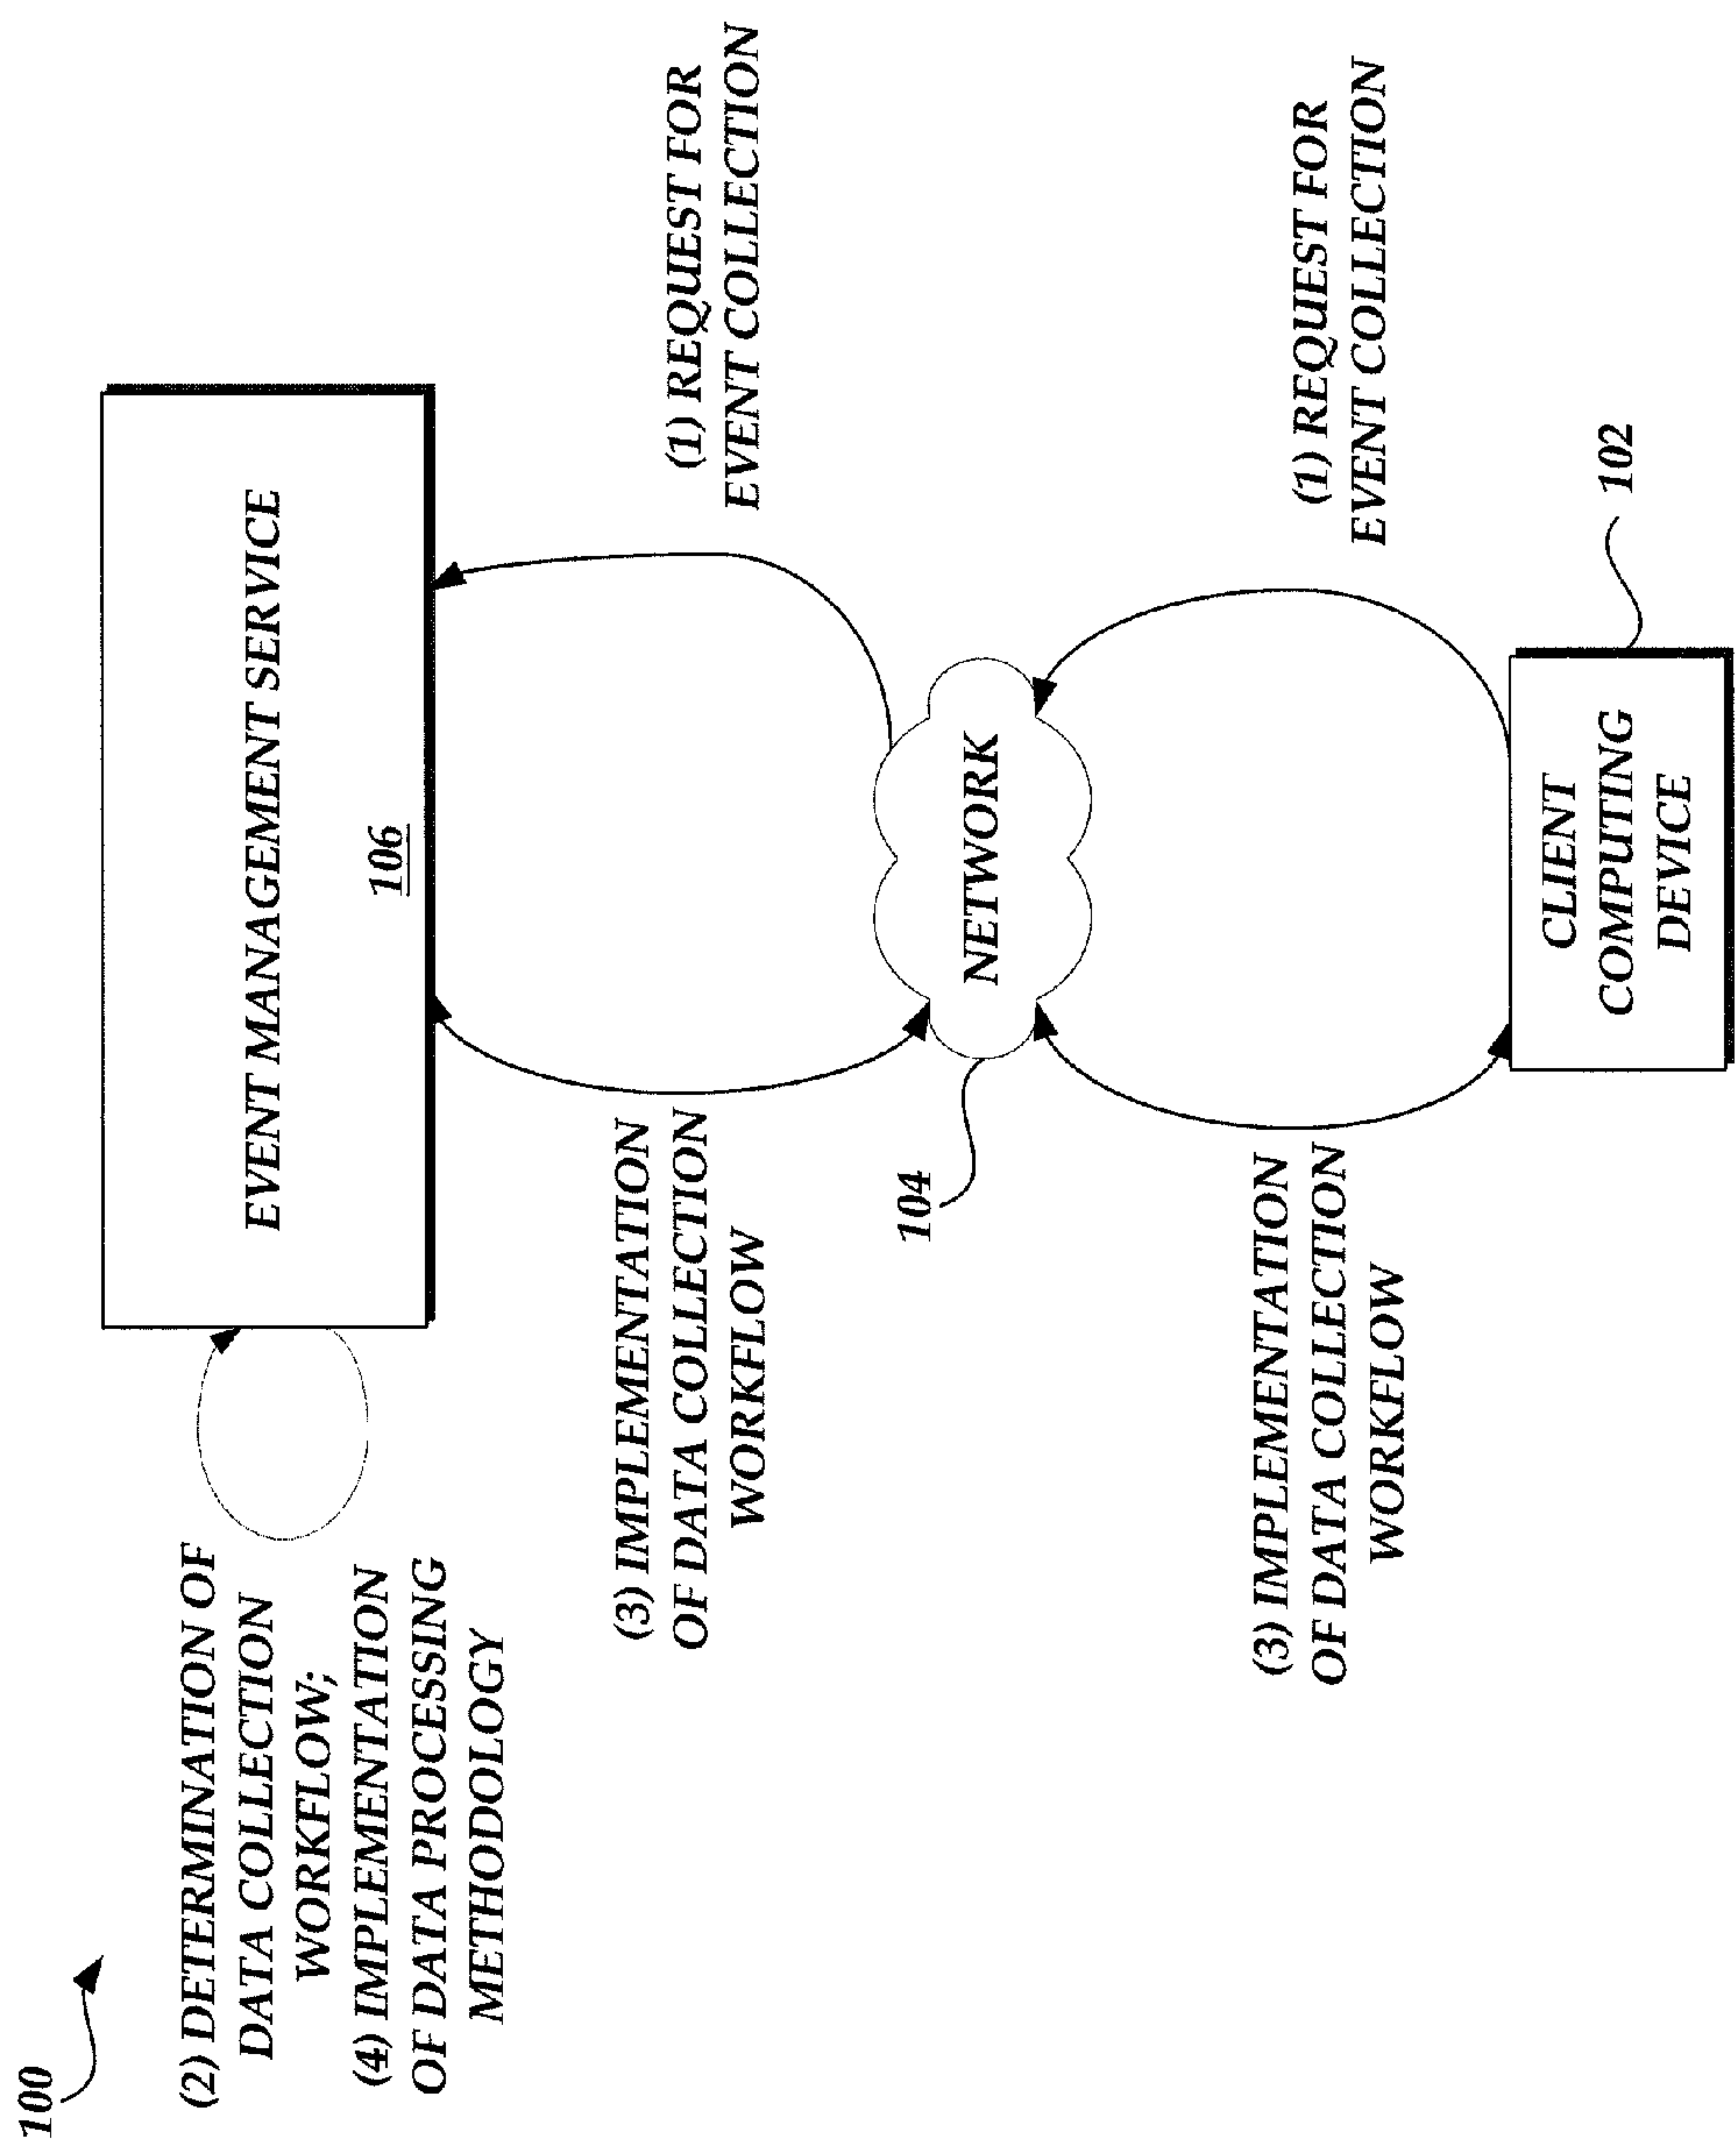 100
(2) DETERMINATION OF
DATA COLLECTION
WORKFLOW;
(4) IMPLEMENTATION
OF DATA PROCESSING
METHODOLOGY
EVENT MANAGEMENT SERVICE
106
(3) IMPLEMENTATION
OF DATA COLLECTION
WORKFLOW
(1) REQUEST FOR
EVENT COLLECTION
104
NETWORK
(3) IMPLEMENTATION
OF DATA COLLECTION
WORKFLOW
(1) REQUEST FOR
EVENT COLLECTION
CLIENT
COMPUTING
DEVICE
102